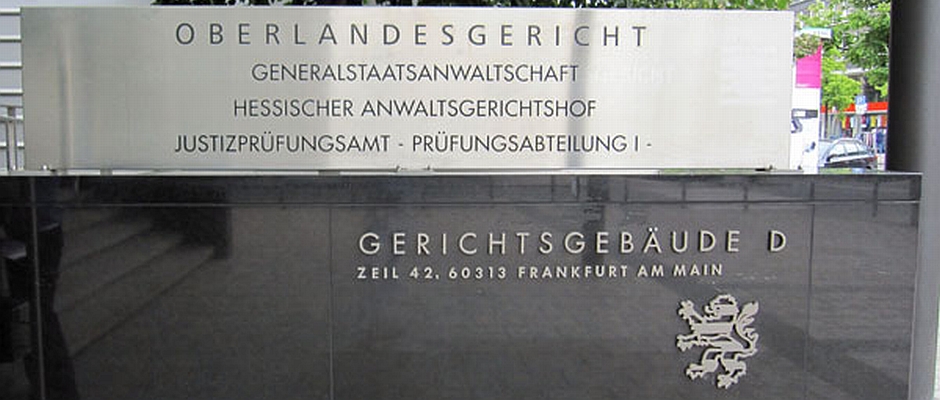 OBERLANDESGERICHT
GENERALSTAATSANWALTSCHAFT
HESSISCHER ANWALTSGERICHTSHOF
JUSTIZPRÜFUNGSAMT - PRÜFUNGSABTEILUNG I -
GERICHTSGEBÄUDE D
ZEIL 42, 60313 FRANKFURT AM MAIN